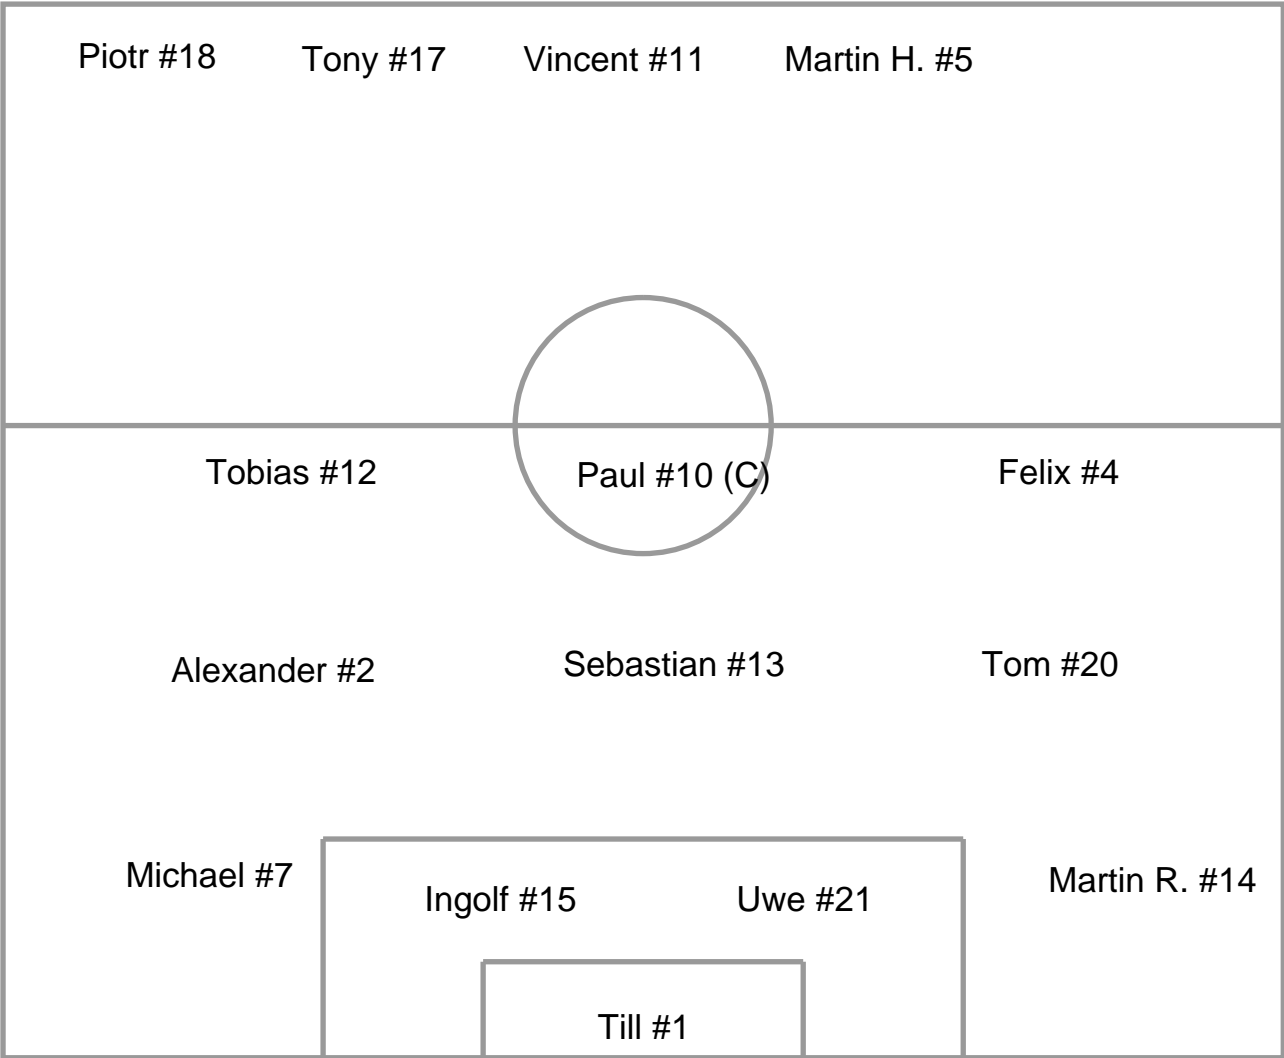 Piotr #18 Tony #17 Vincent #11 Martin H. #5
Tobias #12 Paul #10 (C) Felix #4
Alexander #2 Sebastian #13 Tom #20
Michael #7 Ingolf #15 Uwe #21 Martin R. #14
Till #1